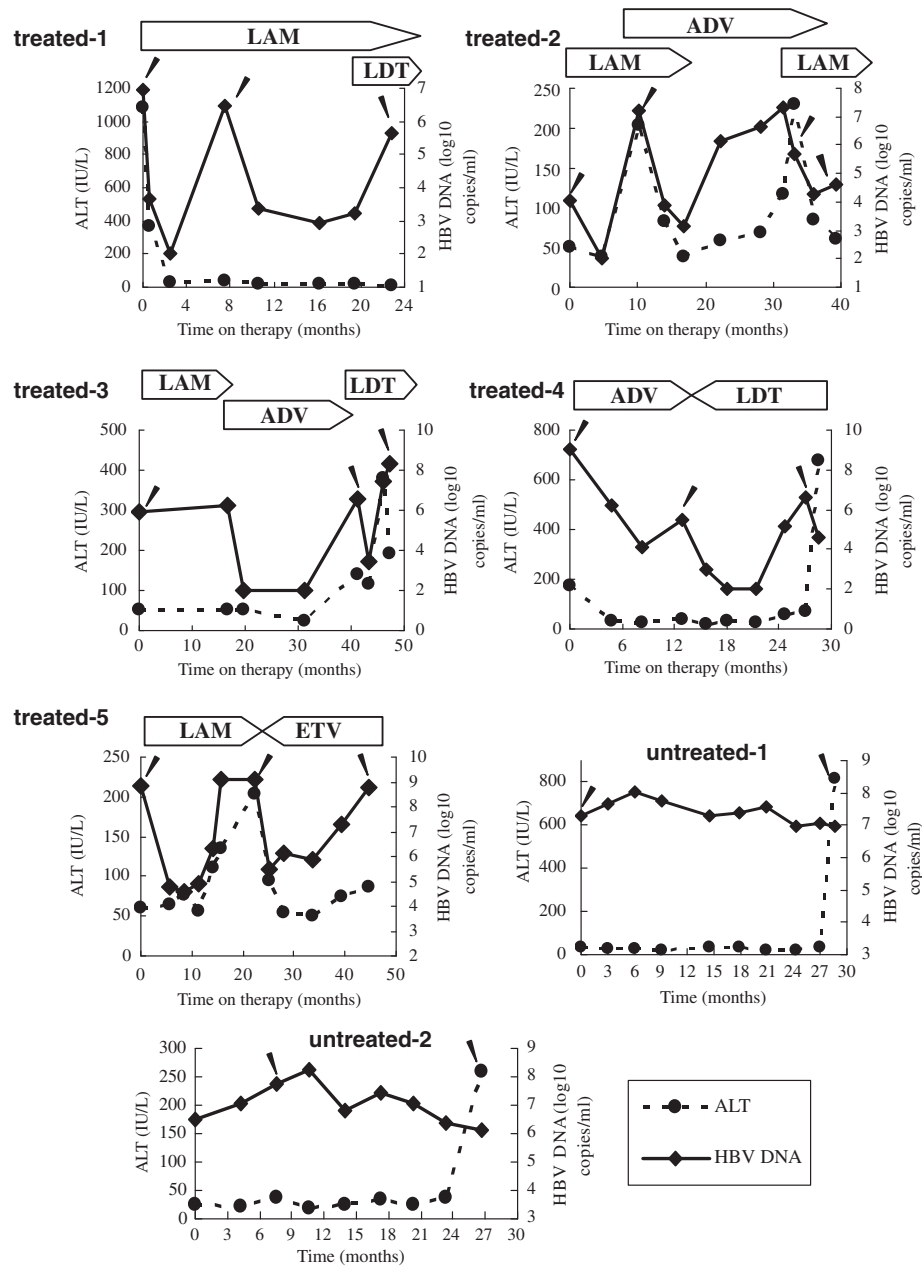 treated-1
LAM
LDT
1200
1000
800
600
400
200
0
ALT (IU/L)
7
6
5
4
3
2
1
HBV DNA (log10
copies/ml)
0 4 8 12 16 20 24
Time on therapy (months)
treated-2
ADV
LAM
LAM
250
200
150
100
50
0
ALT (IU/L)
8
7
6
5
4
3
2
1
HBV DNA (log10
copies/ml)
0 10 20 30 40
Time on therapy (months)
treated-3
LAM
LDT
ADV
500
400
300
200
100
0
ALT (IU/L)
10
8
6
4
2
0
HBV DNA (log10
copies/ml)
0 10 20 30 40 50
Time on therapy (months)
treated-4
ADV LDT
800
600
400
200
0
ALT (IU/L)
10
8
6
4
2
0
HBV DNA (log10
copies/ml)
0 6 12 18 24 30
Time on therapy (months)
treated-5
LAM ETV
250
200
150
100
50
0
ALT (IU/L)
10
9
8
7
6
5
4
3
2
HBV DNA (log10
copies/ml)
0 10 20 30 40 50
Time on therapy (months)
untreated-1
800
600
400
200
0
ALT (IU/L)
9
8
7
6
5
4
3
HBV DNA (log10
copies/ml)
0 3 6 9 12 15 18 21 24 27 30
Time (months)
untreated-2
300
250
200
150
100
50
0
ALT (IU/L)
9
8
7
6
5
4
3
HBV DNA (log10
copies/ml)
0 3 6 9 12 15 18 21 24 27 30
Time (months)
ALT
HBV DNA